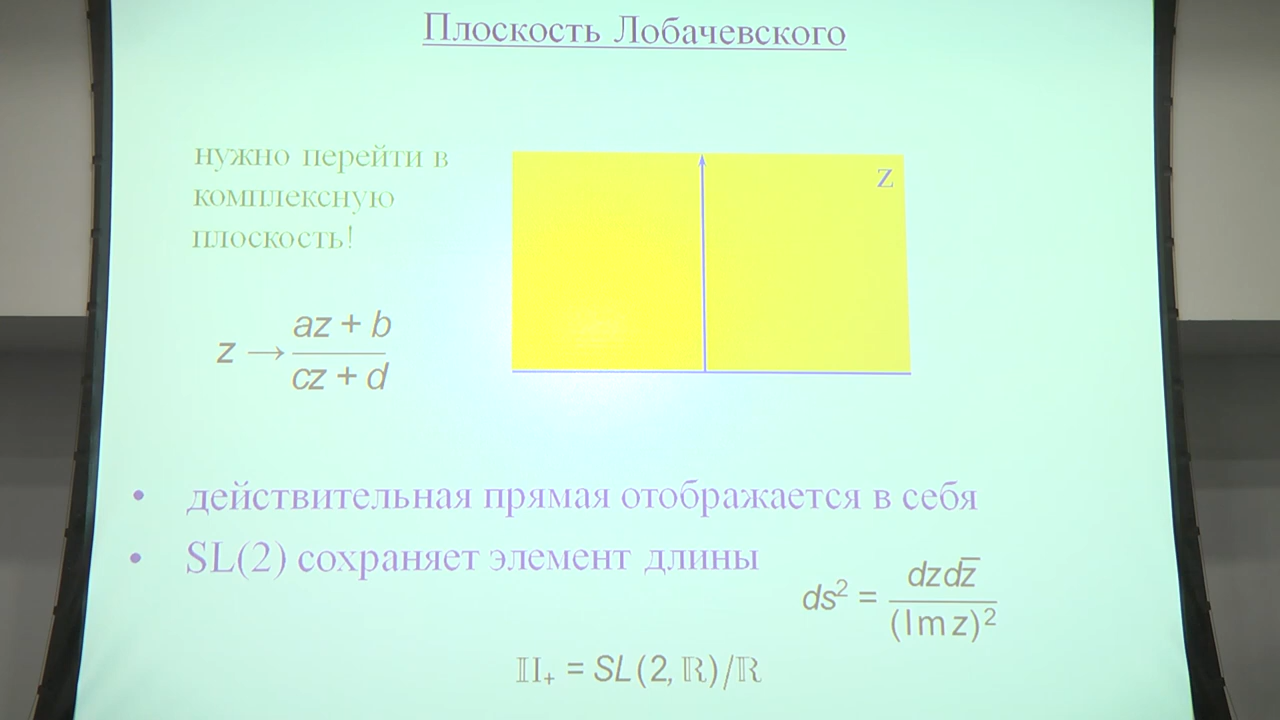 Плоскость Лобачевского
нужно перейти в
комплексную
плоскость!
z
z → (az + b)/(cz + d)
• действительная прямая отображается в себя
• SL(2) сохраняет элемент длины
ds² = dzdz̅/(Im z)²
ℍ₊ = SL(2, ℝ)/ℝ